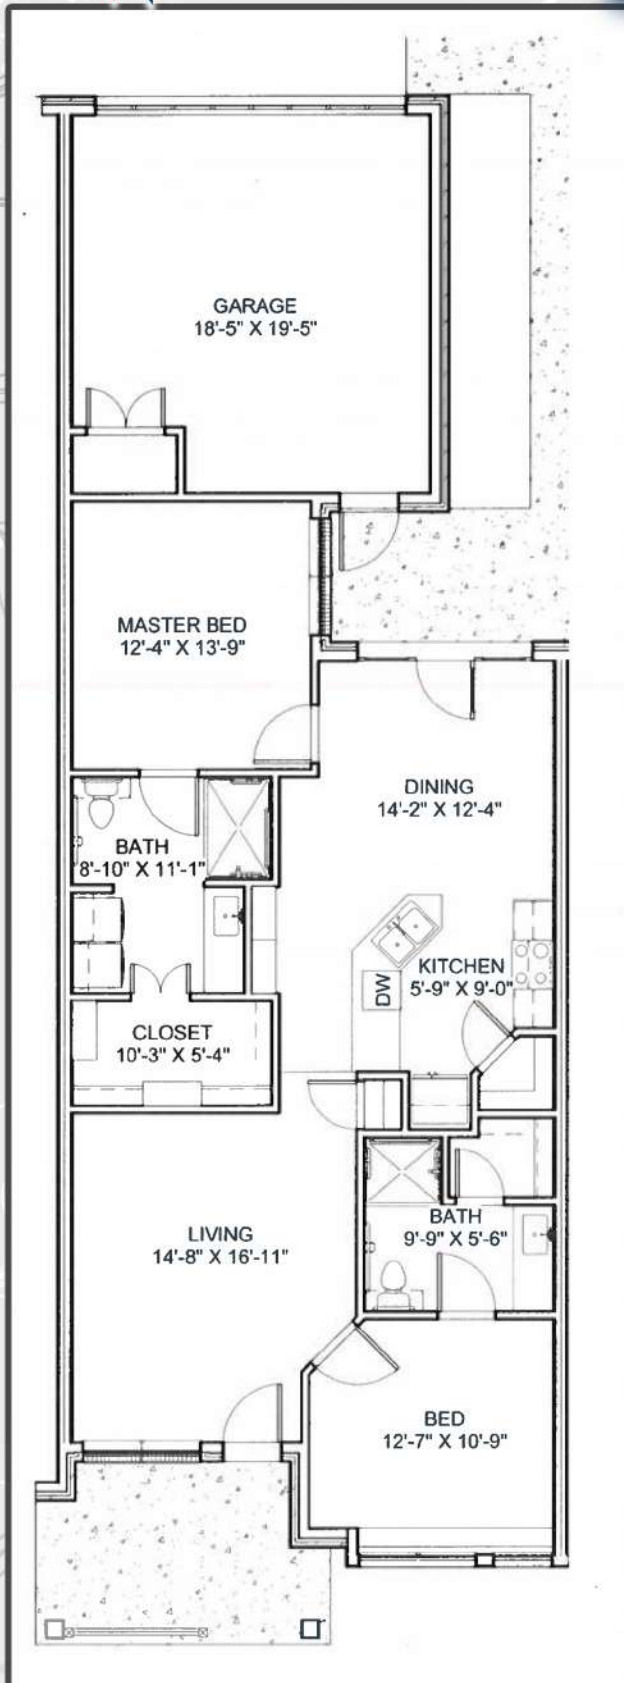 GARAGE
18'-5" X 19'-5"
MASTER BED
12'-4" X 13'-9"
DINING
14'-2" X 12'-4"
BATH
8'-10" X 11'-1"
KITCHEN
5'-9" X 9'-0"
DW
CLOSET
10'-3" X 5'-4"
LIVING
14'-8" X 16'-11"
BATH
9'-9" X 5'-6"
BED
12'-7" X 10'-9"